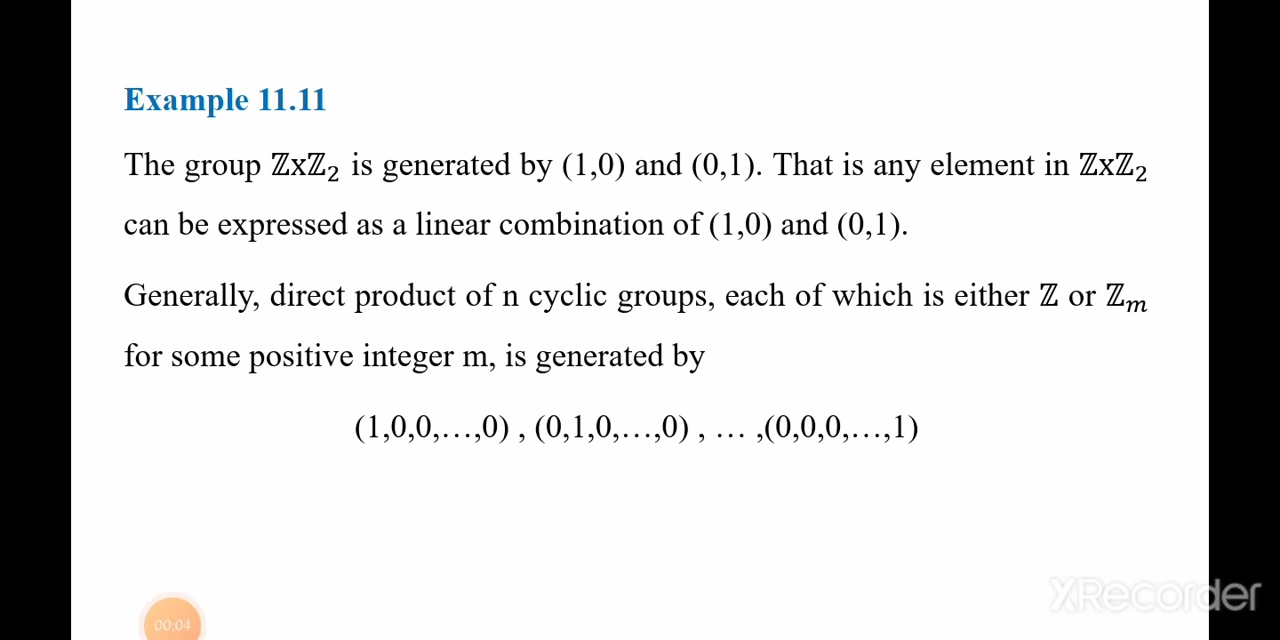 Example 11.11
The group ℤxℤ₂ is generated by (1,0) and (0,1). That is any element in ℤxℤ₂
can be expressed as a linear combination of (1,0) and (0,1).
Generally, direct product of n cyclic groups, each of which is either ℤ or ℤₘ
for some positive integer m, is generated by
(1,0,0,…,0) , (0,1,0,…,0) , … ,(0,0,0,…,1)
00:04
XRecorder